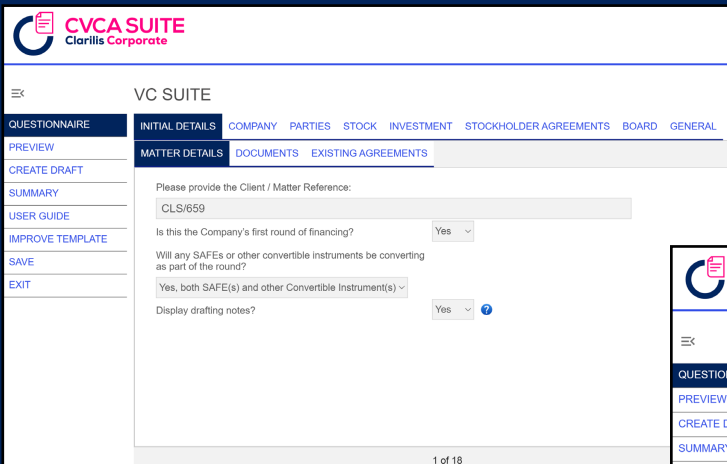 CVCA SUITE
Clarilis Corporate
VC SUITE
QUESTIONNAIRE
PREVIEW
CREATE DRAFT
SUMMARY
USER GUIDE
IMPROVE TEMPLATE
SAVE
EXIT
INITIAL DETAILS COMPANY PARTIES STOCK INVESTMENT STOCKHOLDER AGREEMENTS BOARD GENERAL
MATTER DETAILS DOCUMENTS EXISTING AGREEMENTS
Please provide the Client / Matter Reference:
CLS/659
Is this the Company's first round of financing? Yes
Will any SAFEs or other convertible instruments be converting
as part of the round?
Yes, both SAFE(s) and other Convertible Instrument(s)
Display drafting notes? Yes ?
1 of 18
QUESTIO
PREVIEW
CREATE D
SUMMARY